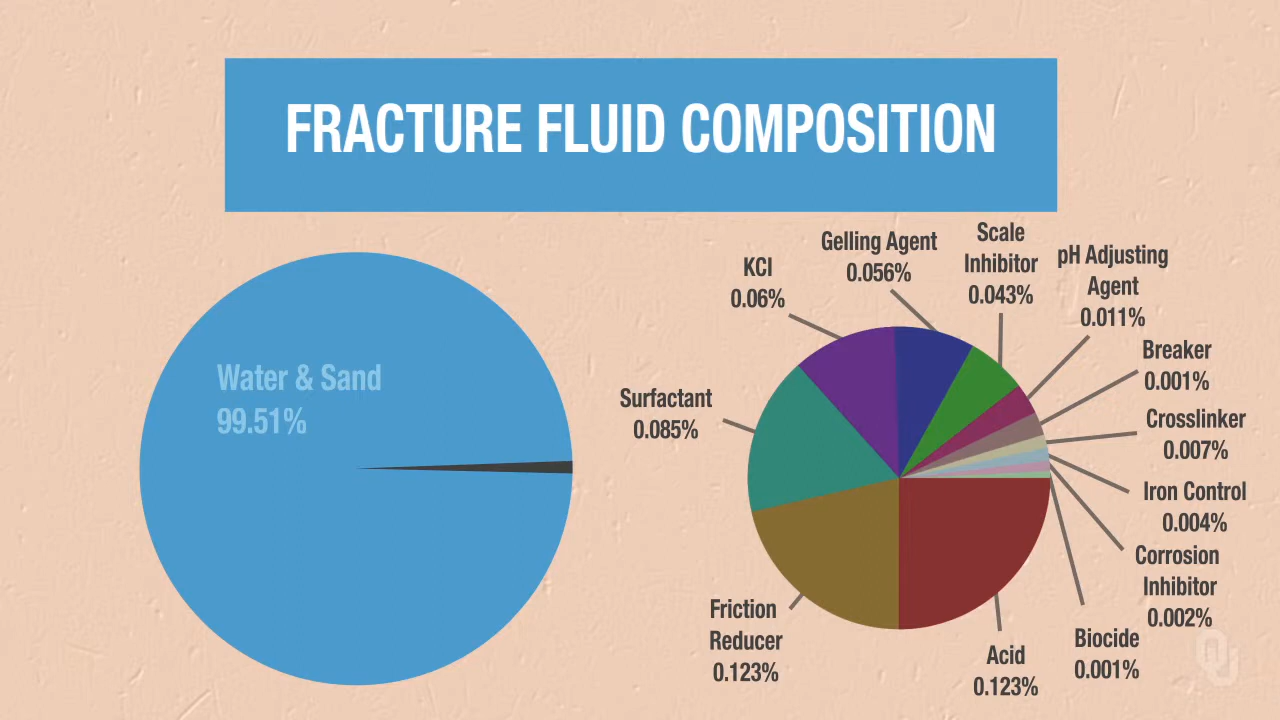 FRACTURE FLUID COMPOSITION
Water & Sand
99.51%
KCl
0.06%
Gelling Agent
0.056%
Scale
Inhibitor
0.043%
pH Adjusting
Agent
0.011%
Breaker
0.001%
Crosslinker
0.007%
Iron Control
0.004%
Corrosion
Inhibitor
0.002%
Biocide
0.001%
Acid
0.123%
Friction
Reducer
0.123%
Surfactant
0.085%
OU